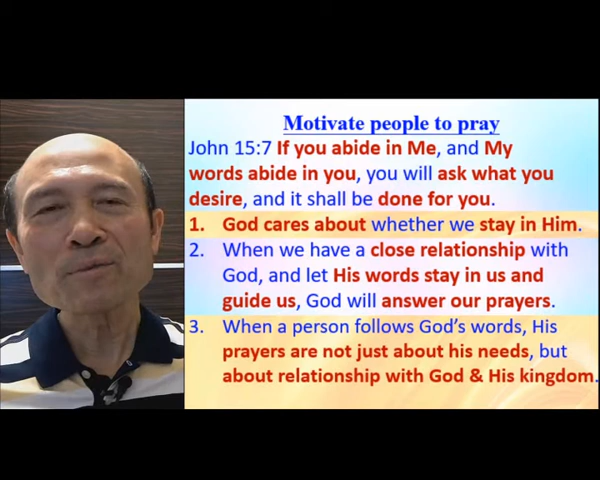 Motivate people to pray
John 15:7 If you abide in Me, and My
words abide in you, you will ask what you
desire, and it shall be done for you.
1. God cares about whether we stay in Him.
2. When we have a close relationship with
God, and let His words stay in us and
guide us, God will answer our prayers.
3. When a person follows God's words, His
prayers are not just about his needs, but
about relationship with God & His kingdom.